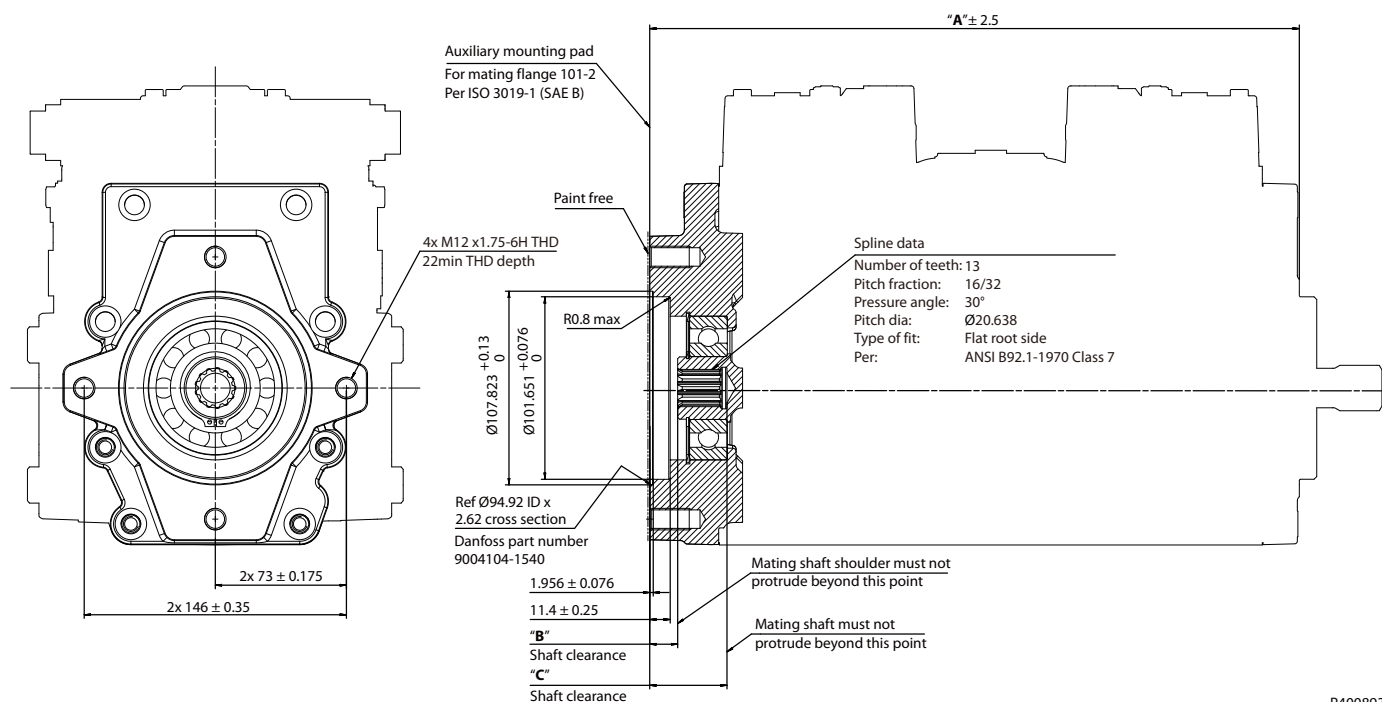 "A"± 2.5
Auxiliary mounting pad
For mating flange 101-2
Per ISO 3019-1 (SAE B)
Paint free
4x M12 x1.75-6H THD
22min THD depth
Spline data
Number of teeth: 13
Pitch fraction: 16/32
Pressure angle: 30°
Pitch dia: Ø20.638
Type of fit: Flat root side
Per: ANSI B92.1-1970 Class 7
R0.8 max
Ø107.823 +0.13 0
Ø101.651 +0.076 0
Ref Ø94.92 ID x
2.62 cross section
Danfoss part number
9004104-1540
2x 73 ± 0.175
2x 146 ± 0.35
1.956 ± 0.076
11.4 ± 0.25
"B"
Shaft clearance
"C"
Shaft clearance
Mating shaft shoulder must not
protrude beyond this point
Mating shaft must not
protrude beyond this point